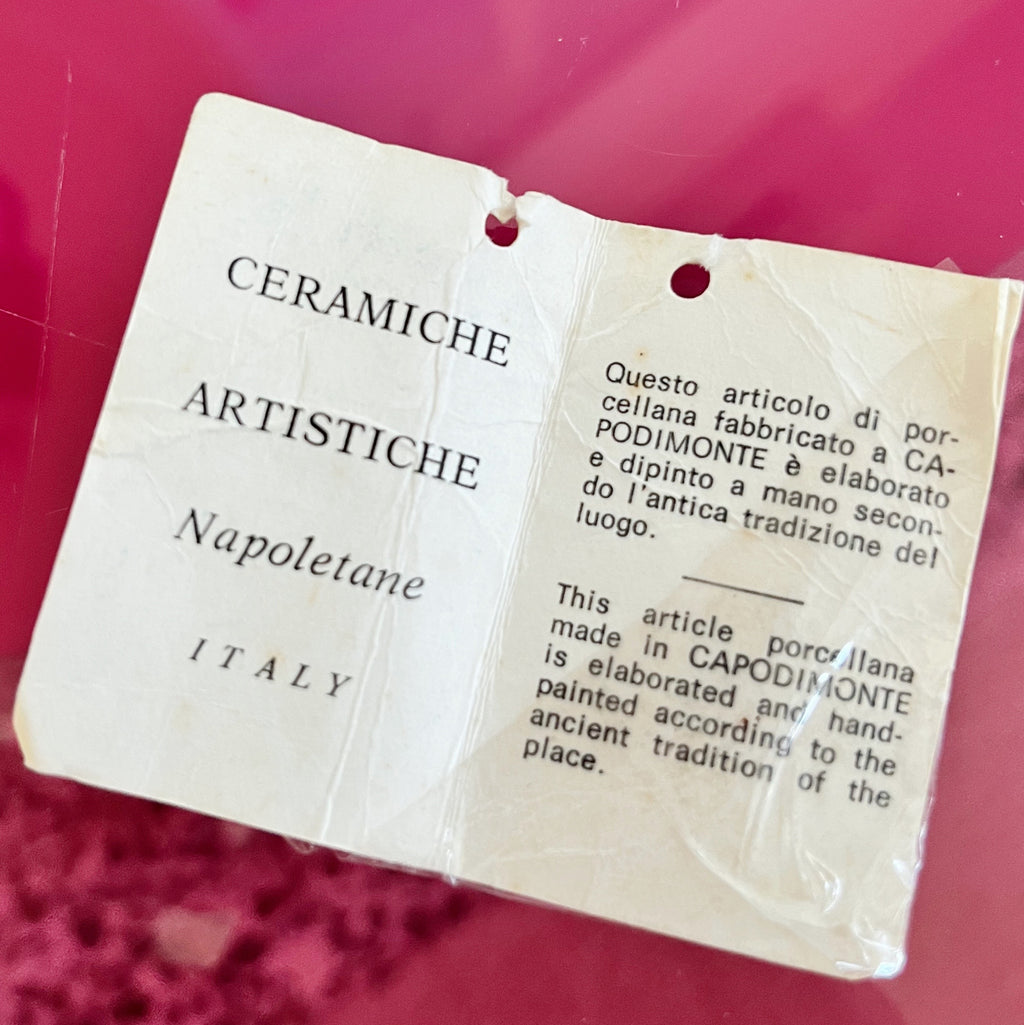 CERAMICHE
ARTISTICHE
Napoletane
ITALY
Questo articolo di por-
cellana fabbricato a CA-
PODIMONTE è elaborato
e dipinto a mano secon-
do l'antica tradizione del
luogo.
This article porcellana
made in CAPODIMONTE
is elaborated and hand-
painted according to the
ancient tradition of the
place.